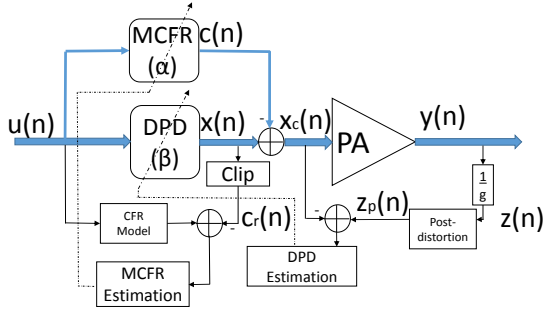 MCFR
(α)
c(n)
-
u(n)
DPD
(β)
x(n)
x_c(n)
PA
y(n)
Clip
1
g
CFR
Model
-
c_r(n)
-
z_p(n)
Post-
distortion
z(n)
MCFR
Estimation
DPD
Estimation